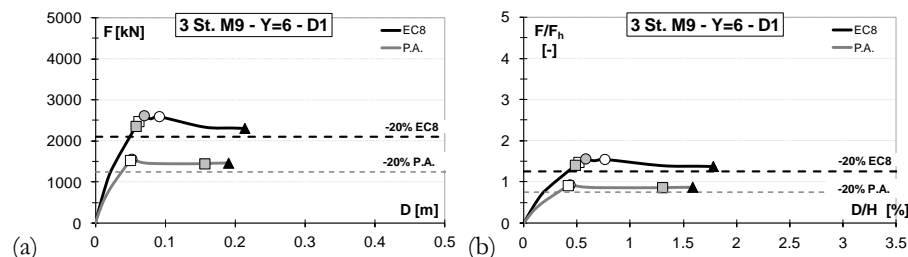 3 St. M9 - Y=6 - D1
F [kN]
EC8
P.A.
5000
4000
3000
2000
1000
0
-20% EC8
-20% P.A.
D [m]
0 0.1 0.2 0.3 0.4 0.5
(a)
3 St. M9 - Y=6 - D1
F/Fh
[-]
EC8
P.A.
5
4
3
2
1
0
-20% EC8
-20% P.A.
D/H [%]
0 0.5 1 1.5 2 2.5 3 3.5
(b)